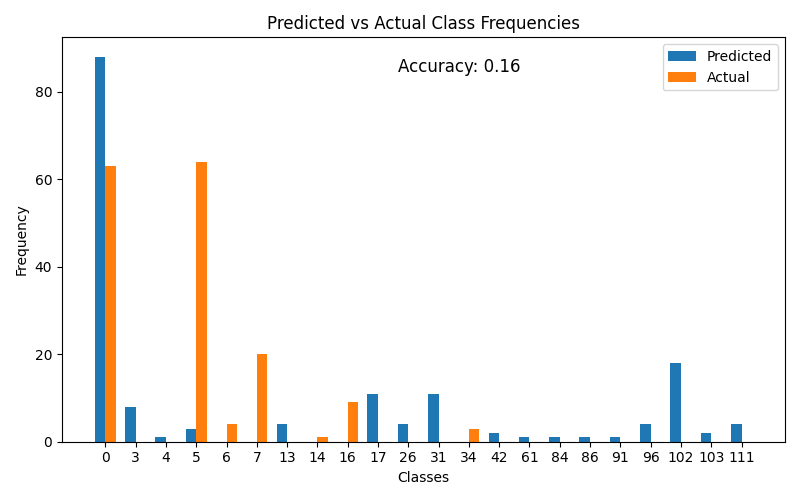 Predicted vs Actual Class Frequencies
Accuracy: 0.16
Predicted
Actual
Frequency
80
60
40
20
0
0 3 4 5 6 7 13 14 16 17 26 31 34 42 61 84 86 91 96 102 103 111
Classes